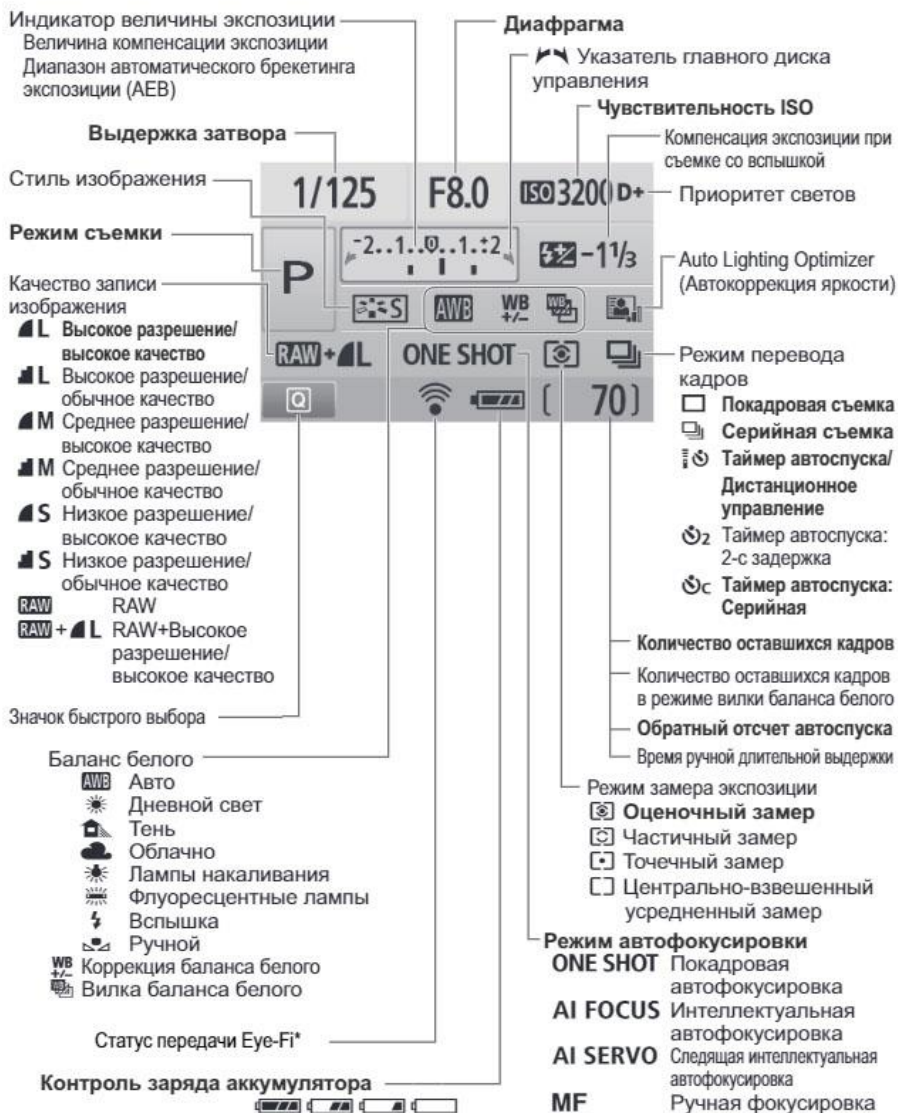 Индикатор величины экспозиции
Величина компенсации экспозиции
Диапазон автоматического брекетинга
экспозиции (AEB)
Диафрагма
Указатель главного диска
управления
Чувствительность ISO
Выдержка затвора
Компенсация экспозиции при
съемке со вспышкой
Стиль изображения
1/125 F8.0 ISO 3200 D+
Приоритет светов
Режим съемки
P
-2..1..0..1..+2
-1 1/3
Auto Lighting Optimizer
(Автокоррекция яркости)
S AWB WB +/- WB
Качество записи
изображения
RAW+L ONE SHOT
Q [ 70]
L Высокое разрешение/
высокое качество
L Высокое разрешение/
обычное качество
M Среднее разрешение/
высокое качество
M Среднее разрешение/
обычное качество
S Низкое разрешение/
высокое качество
S Низкое разрешение/
обычное качество
RAW RAW
RAW + L RAW+Высокое
разрешение/
высокое качество
Режим перевода
кадров
Покадровая съемка
Серийная съемка
Таймер автоспуска/
Дистанционное
управление
2 Таймер автоспуска:
2-с задержка
C Таймер автоспуска:
Серийная
Количество оставшихся кадров
Количество оставшихся кадров
в режиме вилки баланса белого
Обратный отсчет автоспуска
Время ручной длительной выдержки
Значок быстрого выбора
Баланс белого
AWB Авто
Дневной свет
Тень
Облачно
Лампы накаливания
Флуоресцентные лампы
Вспышка
Ручной
WB +/- Коррекция баланса белого
WB Вилка баланса белого
Режим замера экспозиции
Оценочный замер
Частичный замер
Точечный замер
Центрально-взвешенный
усредненный замер
Режим автофокусировки
ONE SHOT Покадровая
автофокусировка
AI FOCUS Интеллектуальная
автофокусировка
AI SERVO Следящая интеллектуальная
автофокусировка
MF Ручная фокусировка
Статус передачи Eye-Fi*
Контроль заряда аккумулятора